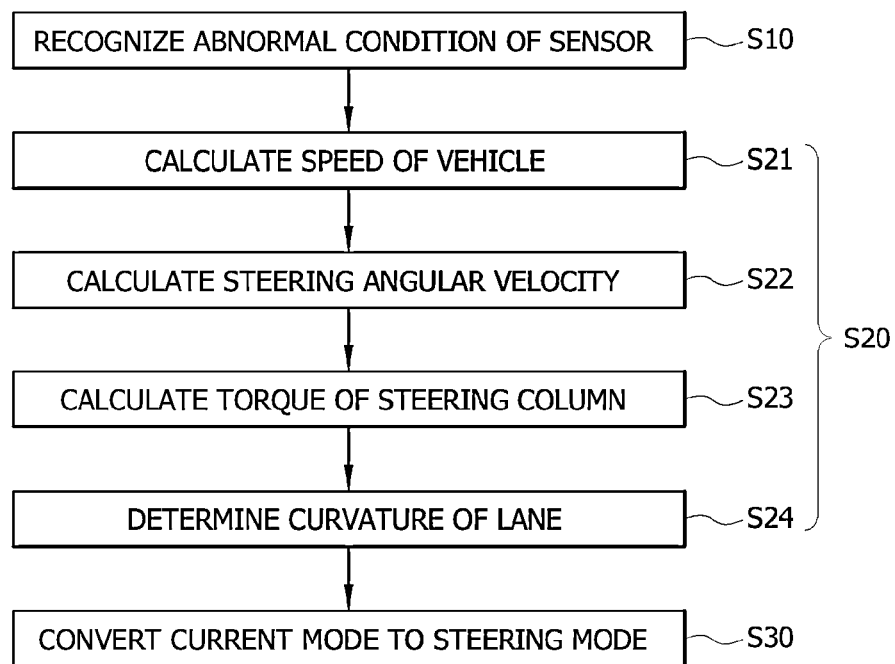 RECOGNIZE ABNORMAL CONDITION OF SENSOR S10
CALCULATE SPEED OF VEHICLE S21
CALCULATE STEERING ANGULAR VELOCITY S22
S20
CALCULATE TORQUE OF STEERING COLUMN S23
DETERMINE CURVATURE OF LANE S24
CONVERT CURRENT MODE TO STEERING MODE S30